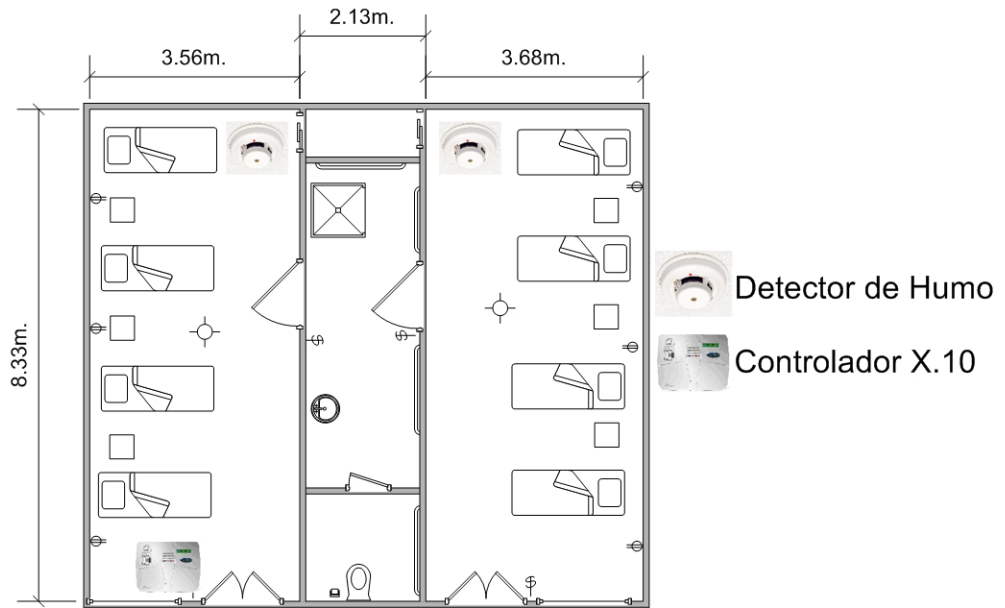 2.13m.
3.56m.
3.68m.
8.33m.
Detector de Humo
Controlador X.10